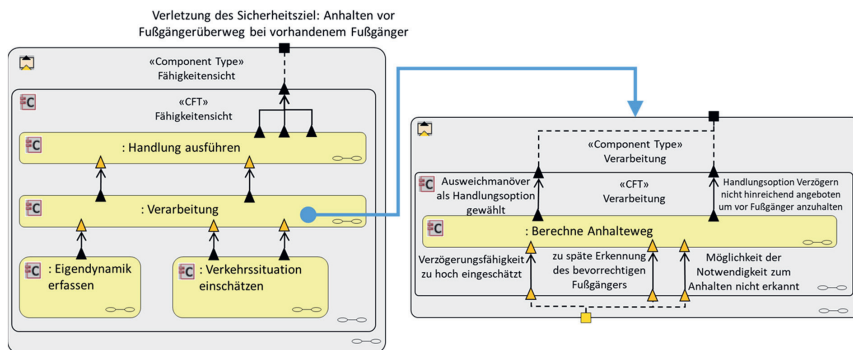 Verletzung des Sicherheitsziel: Anhalten vor
Fußgängerüberweg bei vorhandenem Fußgänger
«Component Type»
Fähigkeitensicht
C
«CFT»
Fähigkeitensicht
C
: Handlung ausführen
C
: Verarbeitung
C
: Eigendynamik
erfassen
C
: Verkehrssituation
einschätzen
«Component Type»
Verarbeitung
C
Ausweichmanöver
als Handlungsoption
gewählt
«CFT»
Verarbeitung
Handlungsoption Verzögern
nicht hinreichend angeboten
um vor Fußgänger anzuhalten
C
: Berechne Anhalteweg
Verzögerungsfähigkeit
zu hoch eingeschätzt
zu späte Erkennung
des bevorrechtigen
Fußgängers
Möglichkeit der
Notwendigkeit zum
Anhalten nicht erkannt